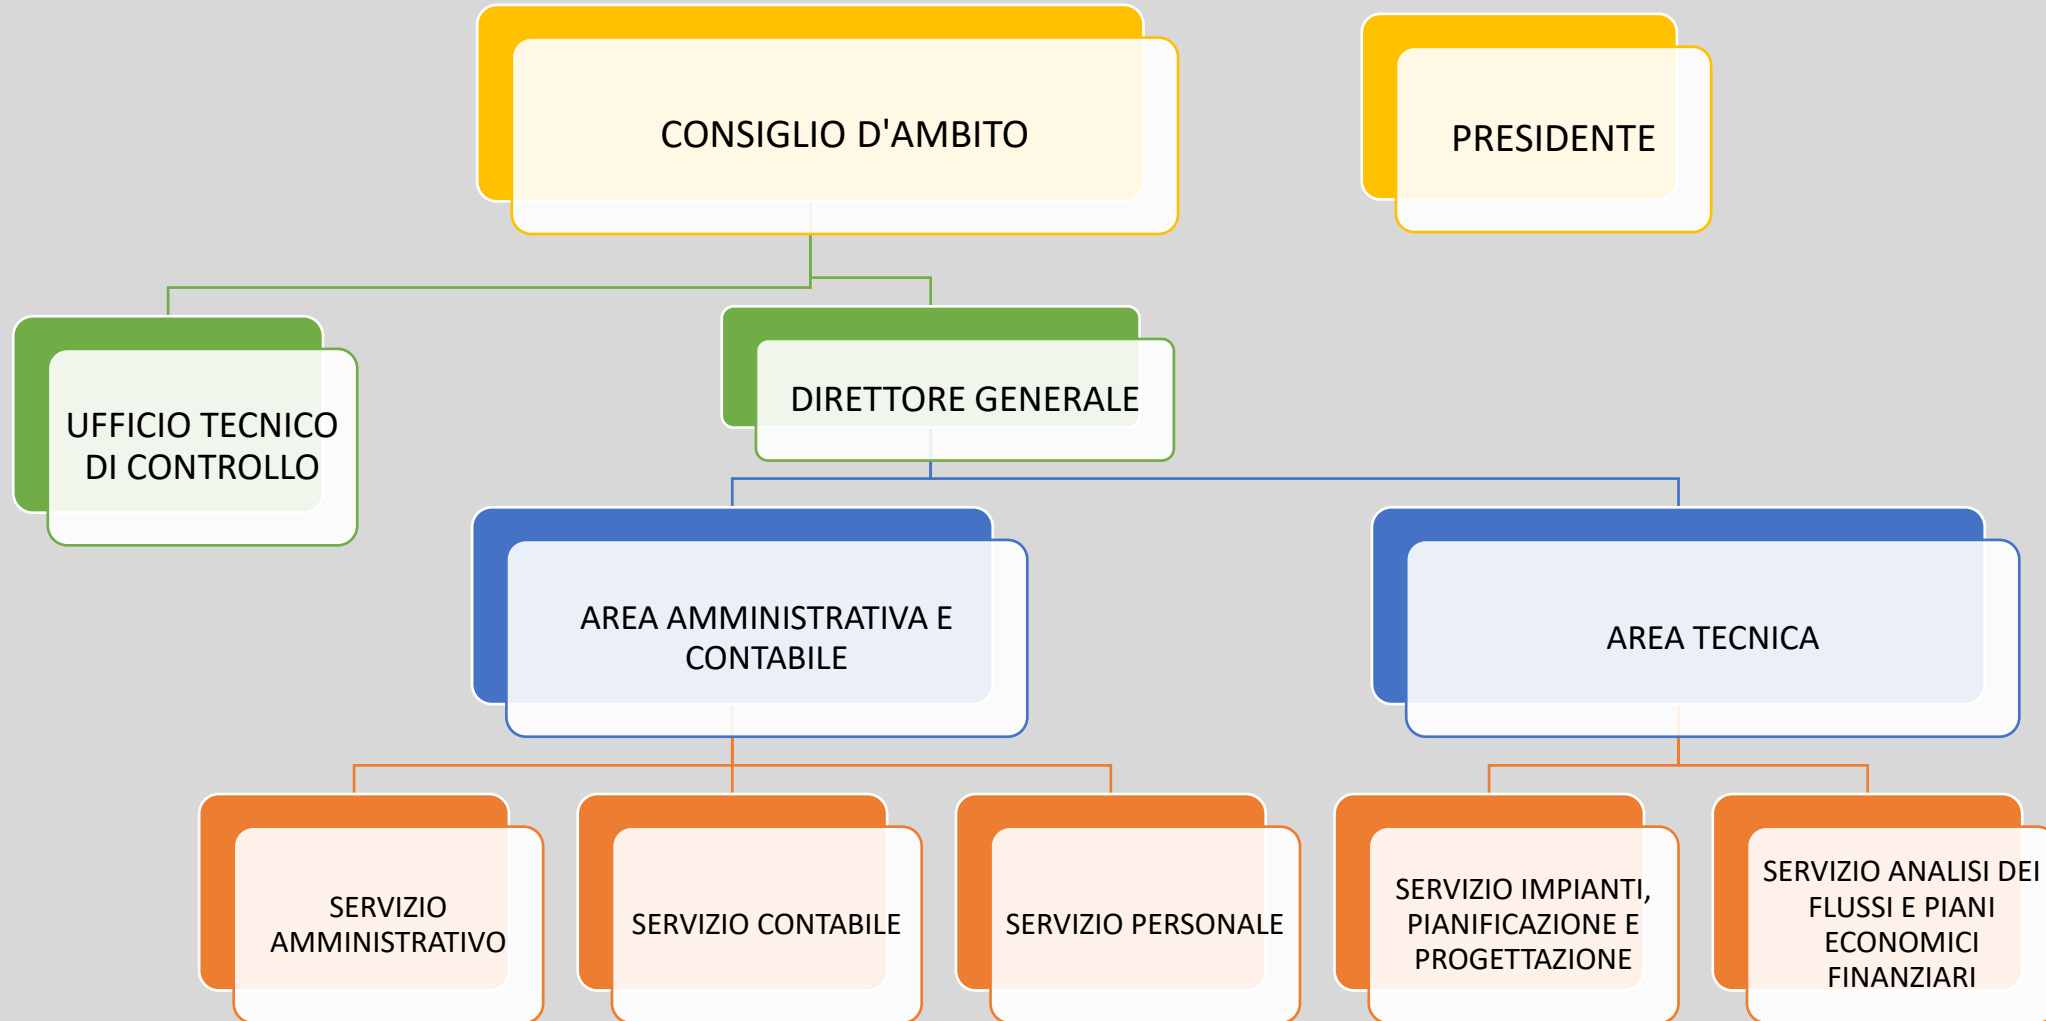 CONSIGLIO D'AMBITO
PRESIDENTE
UFFICIO TECNICO
DI CONTROLLO
DIRETTORE GENERALE
AREA AMMINISTRATIVA E
CONTABILE
AREA TECNICA
SERVIZIO
AMMINISTRATIVO
SERVIZIO CONTABILE
SERVIZIO PERSONALE
SERVIZIO IMPIANTI,
PIANIFICAZIONE E
PROGETTAZIONE
SERVIZIO ANALISI DEI
FLUSSI E PIANI
ECONOMICI
FINANZIARI